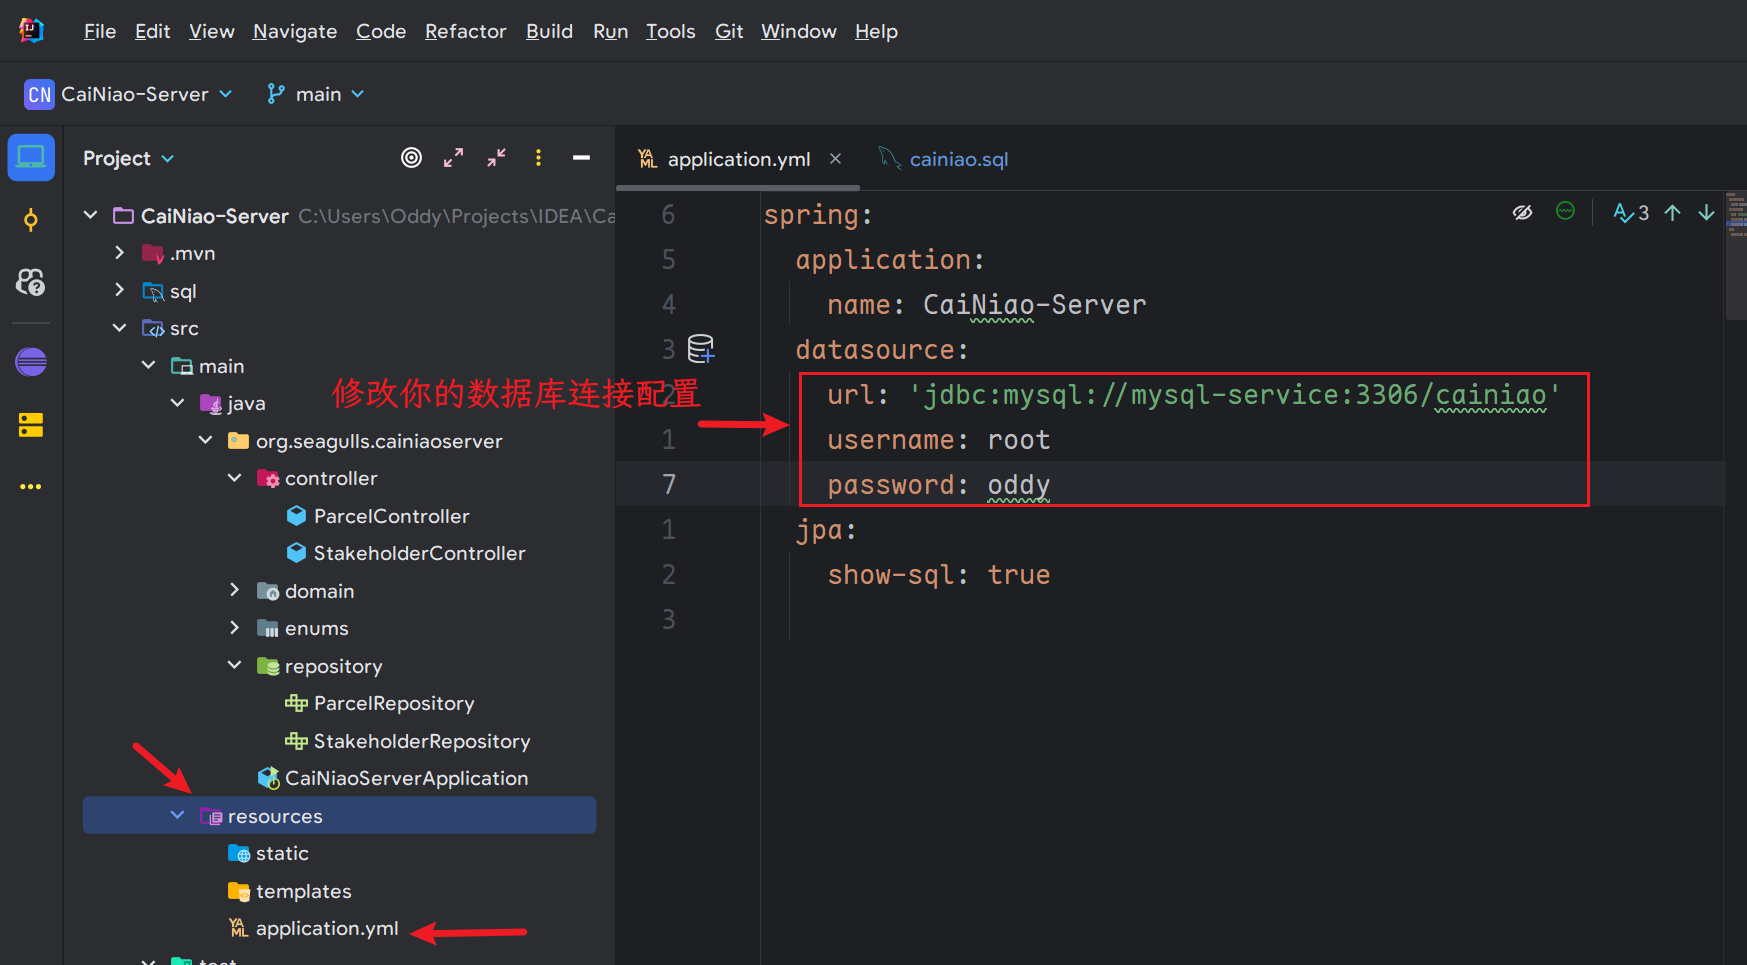 File Edit View Navigate Code Refactor Build Run Tools Git Window Help
CN CaiNiao-Server main
Project
CaiNiao-Server C:\Users\Oddy\Projects\IDEA\Ca
.mvn
sql
src
main
java
org.seagulls.cainiaoserver
controller
ParcelController
StakeholderController
domain
enums
repository
ParcelRepository
StakeholderRepository
CaiNiaoServerApplication
resources
static
templates
application.yml
修改你的数据库连接配置
application.yml cainiao.sql
3
6 spring:
5 application:
4 name: CaiNiao-Server
3 datasource:
2 url: 'jdbc:mysql://mysql-service:3306/cainiao'
1 username: root
7 password: oddy
1 jpa:
2 show-sql: true
3